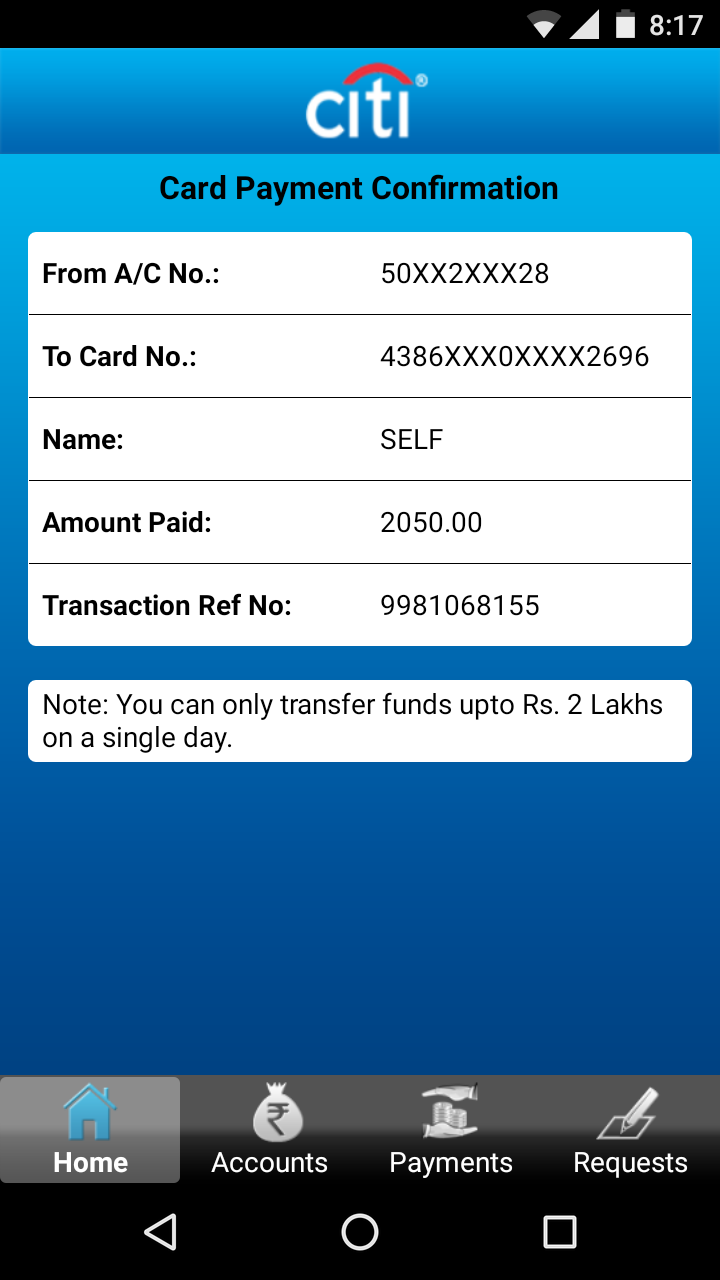 8:17
citi®
Card Payment Confirmation
From A/C No.: 50XX2XXX28
To Card No.: 4386XXX0XXXX2696
Name: SELF
Amount Paid: 2050.00
Transaction Ref No: 9981068155
Note: You can only transfer funds upto Rs. 2 Lakhs
on a single day.
Home Accounts Payments Requests